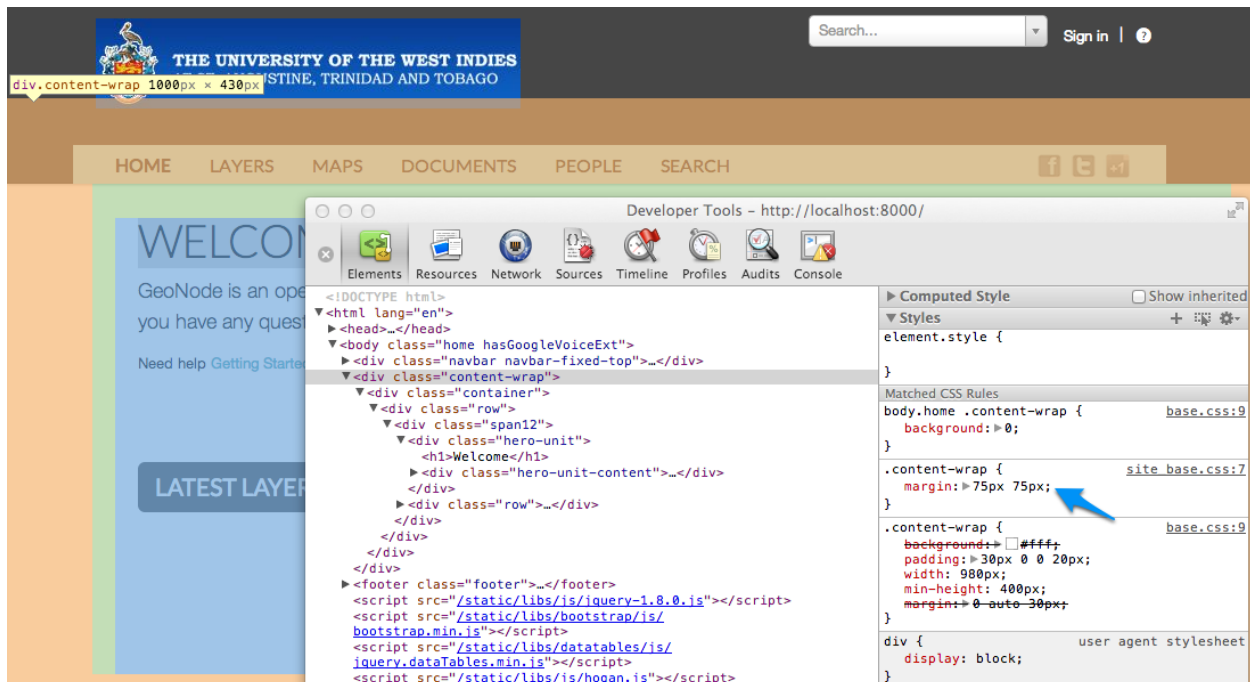 Search...
Sign in | ?
THE UNIVERSITY OF THE WEST INDIES
STINE, TRINIDAD AND TOBAGO
div.content-wrap 1000px × 430px
HOME LAYERS MAPS DOCUMENTS PEOPLE SEARCH
f t +1
Developer Tools - http://localhost:8000/
WELCO
Elements Resources Network Sources Timeline Profiles Audits Console
GeoNode is an ope
you have any quest
Need help Getting Starte
LATEST LAYER
<!DOCTYPE html>
▼<html lang="en">
▶<head>…</head>
▼<body class="home hasGoogleVoiceExt">
▶<div class="navbar navbar-fixed-top">…</div>
▼<div class="content-wrap">
▼<div class="container">
▼<div class="row">
▼<div class="span12">
▼<div class="hero-unit">
<h1>Welcome</h1>
▶<div class="hero-unit-content">…</div>
</div>
▶<div class="row">…</div>
</div>
</div>
</div>
</div>
▶<footer class="footer">…</footer>
<script src="/static/libs/js/jquery-1.8.0.js"></script>
<script src="/static/libs/bootstrap/js/
bootstrap.min.js"></script>
<script src="/static/libs/datatables/js/
jquery.dataTables.min.js"></script>
<script src="/static/libs/js/hogan.js"></script>
▶ Computed Style Show inherited
▼ Styles
element.style {
}
Matched CSS Rules
body.home .content-wrap { base.css:9
background:▶0;
}
.content-wrap { site_base.css:7
margin:▶75px 75px;
}
.content-wrap { base.css:9
background:▶#fff;
padding:▶30px 0 0 20px;
width: 980px;
min-height: 400px;
margin:▶0 auto 30px;
}
div { user agent stylesheet
display: block;
}